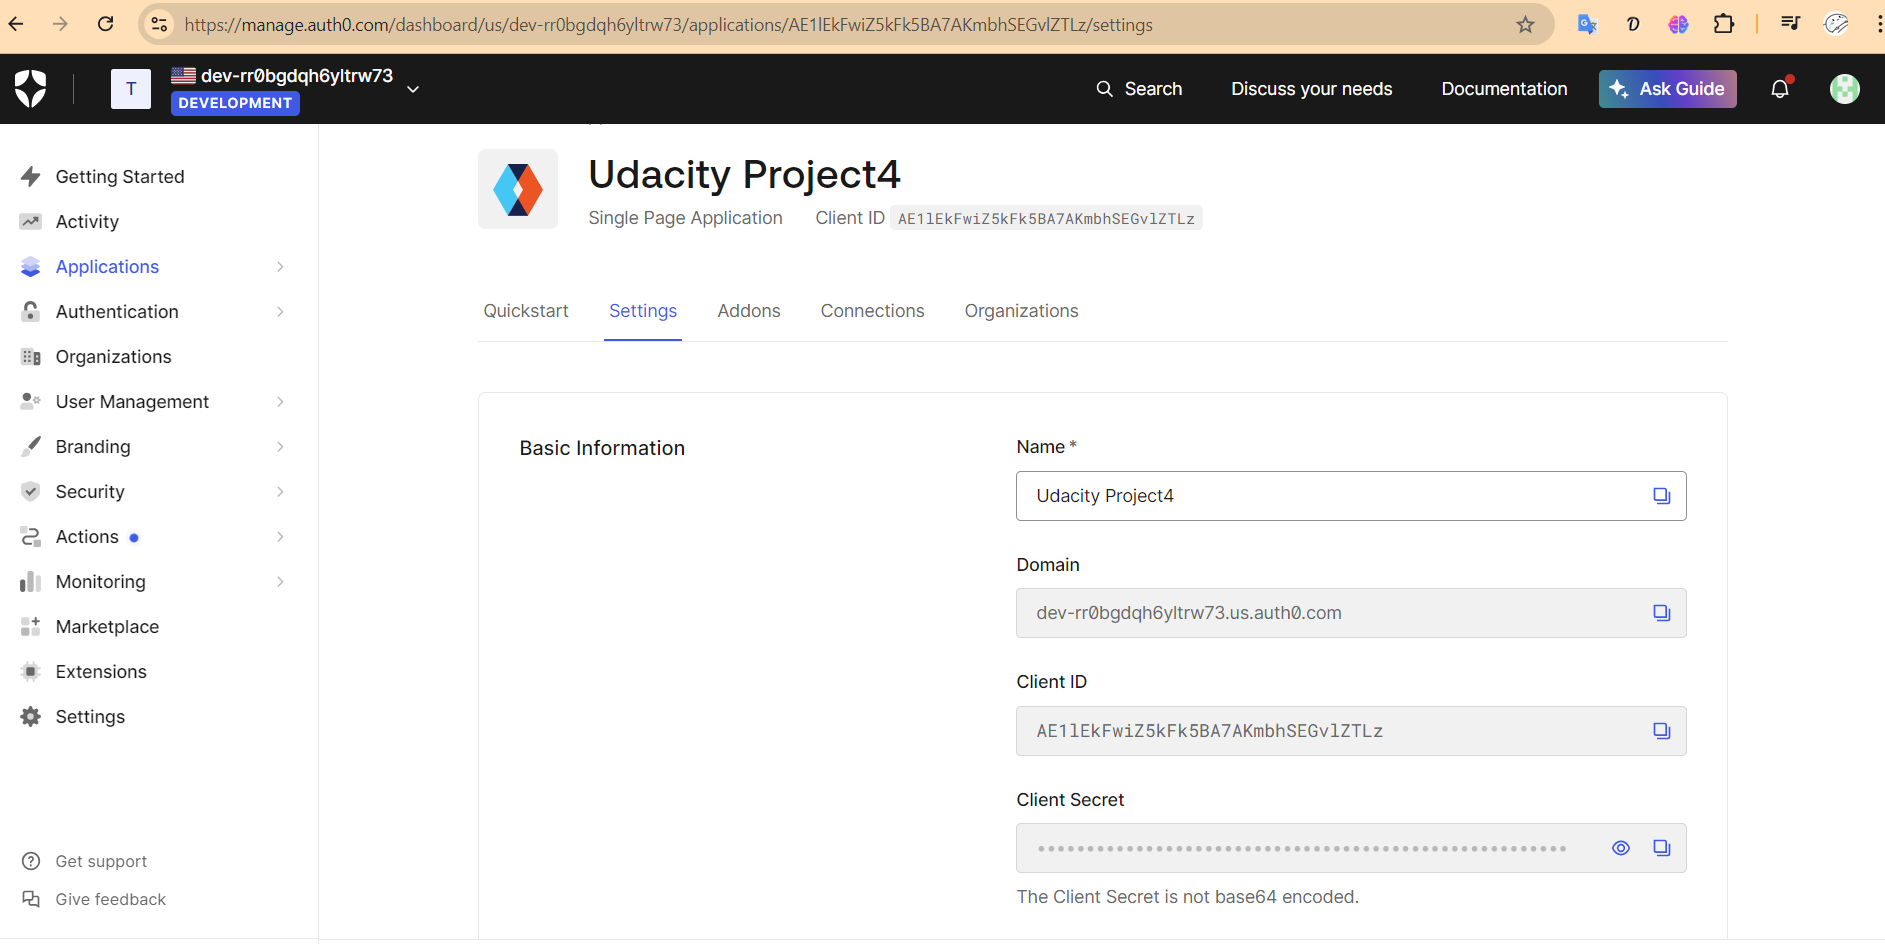 https://manage.auth0.com/dashboard/us/dev-rr0bgdqh6yltrw73/applications/AE1lEkFwiZ5kFk5BA7AKmbhSEGvlZTLz/settings
T
dev-rr0bgdqh6yltrw73
DEVELOPMENT
Search
Discuss your needs
Documentation
Ask Guide
Getting Started
Activity
Applications
Authentication
Organizations
User Management
Branding
Security
Actions
Monitoring
Marketplace
Extensions
Settings
Get support
Give feedback
Udacity Project4
Single Page Application
Client ID AE1lEkFwiZ5kFk5BA7AKmbhSEGvlZTLz
Quickstart
Settings
Addons
Connections
Organizations
Basic Information
Name *
Udacity Project4
Domain
dev-rr0bgdqh6yltrw73.us.auth0.com
Client ID
AE1lEkFwiZ5kFk5BA7AKmbhSEGvlZTLz
Client Secret
The Client Secret is not base64 encoded.